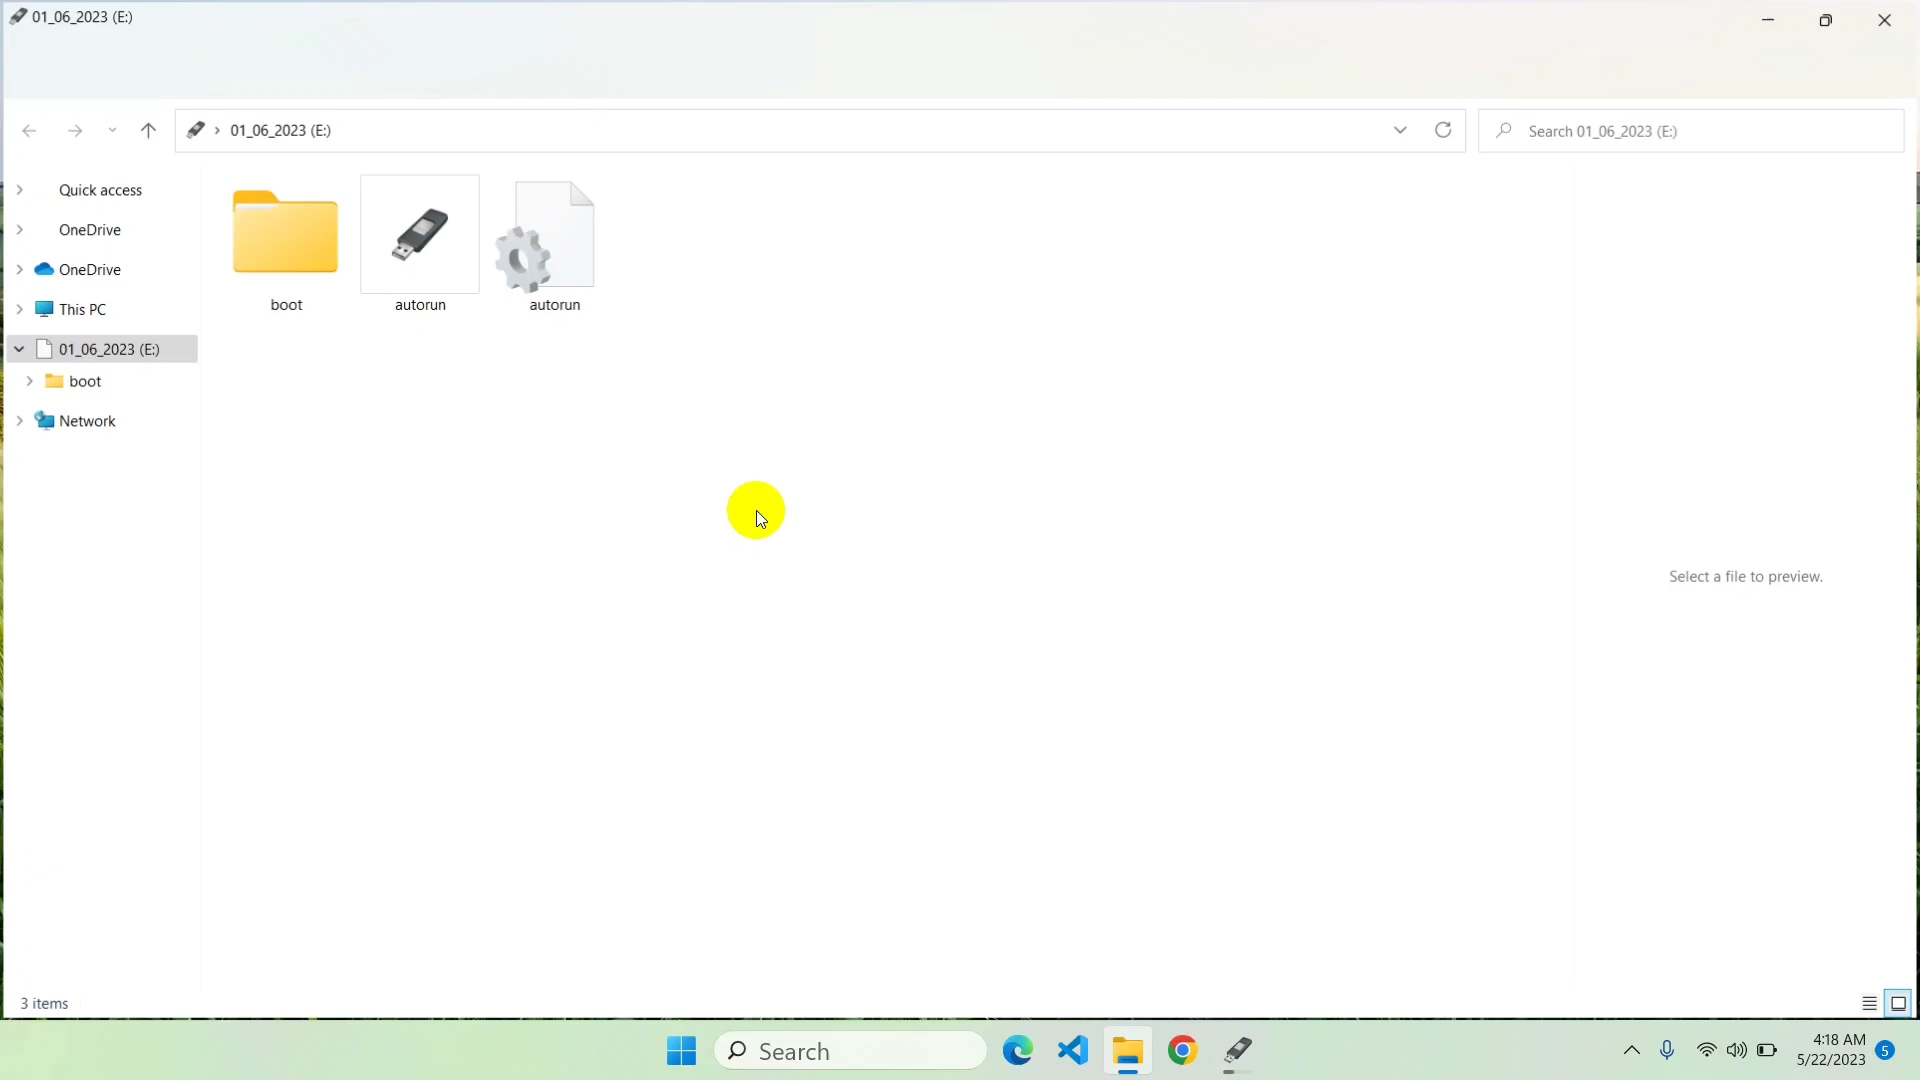 01_06_2023 (E:)
01_06_2023 (E:)
Search 01_06_2023 (E:)
Quick access
OneDrive
OneDrive
This PC
01_06_2023 (E:)
boot
Network
boot
autorun
autorun
Select a file to preview.
3 items
Search
4:18 AM
5/22/2023
5